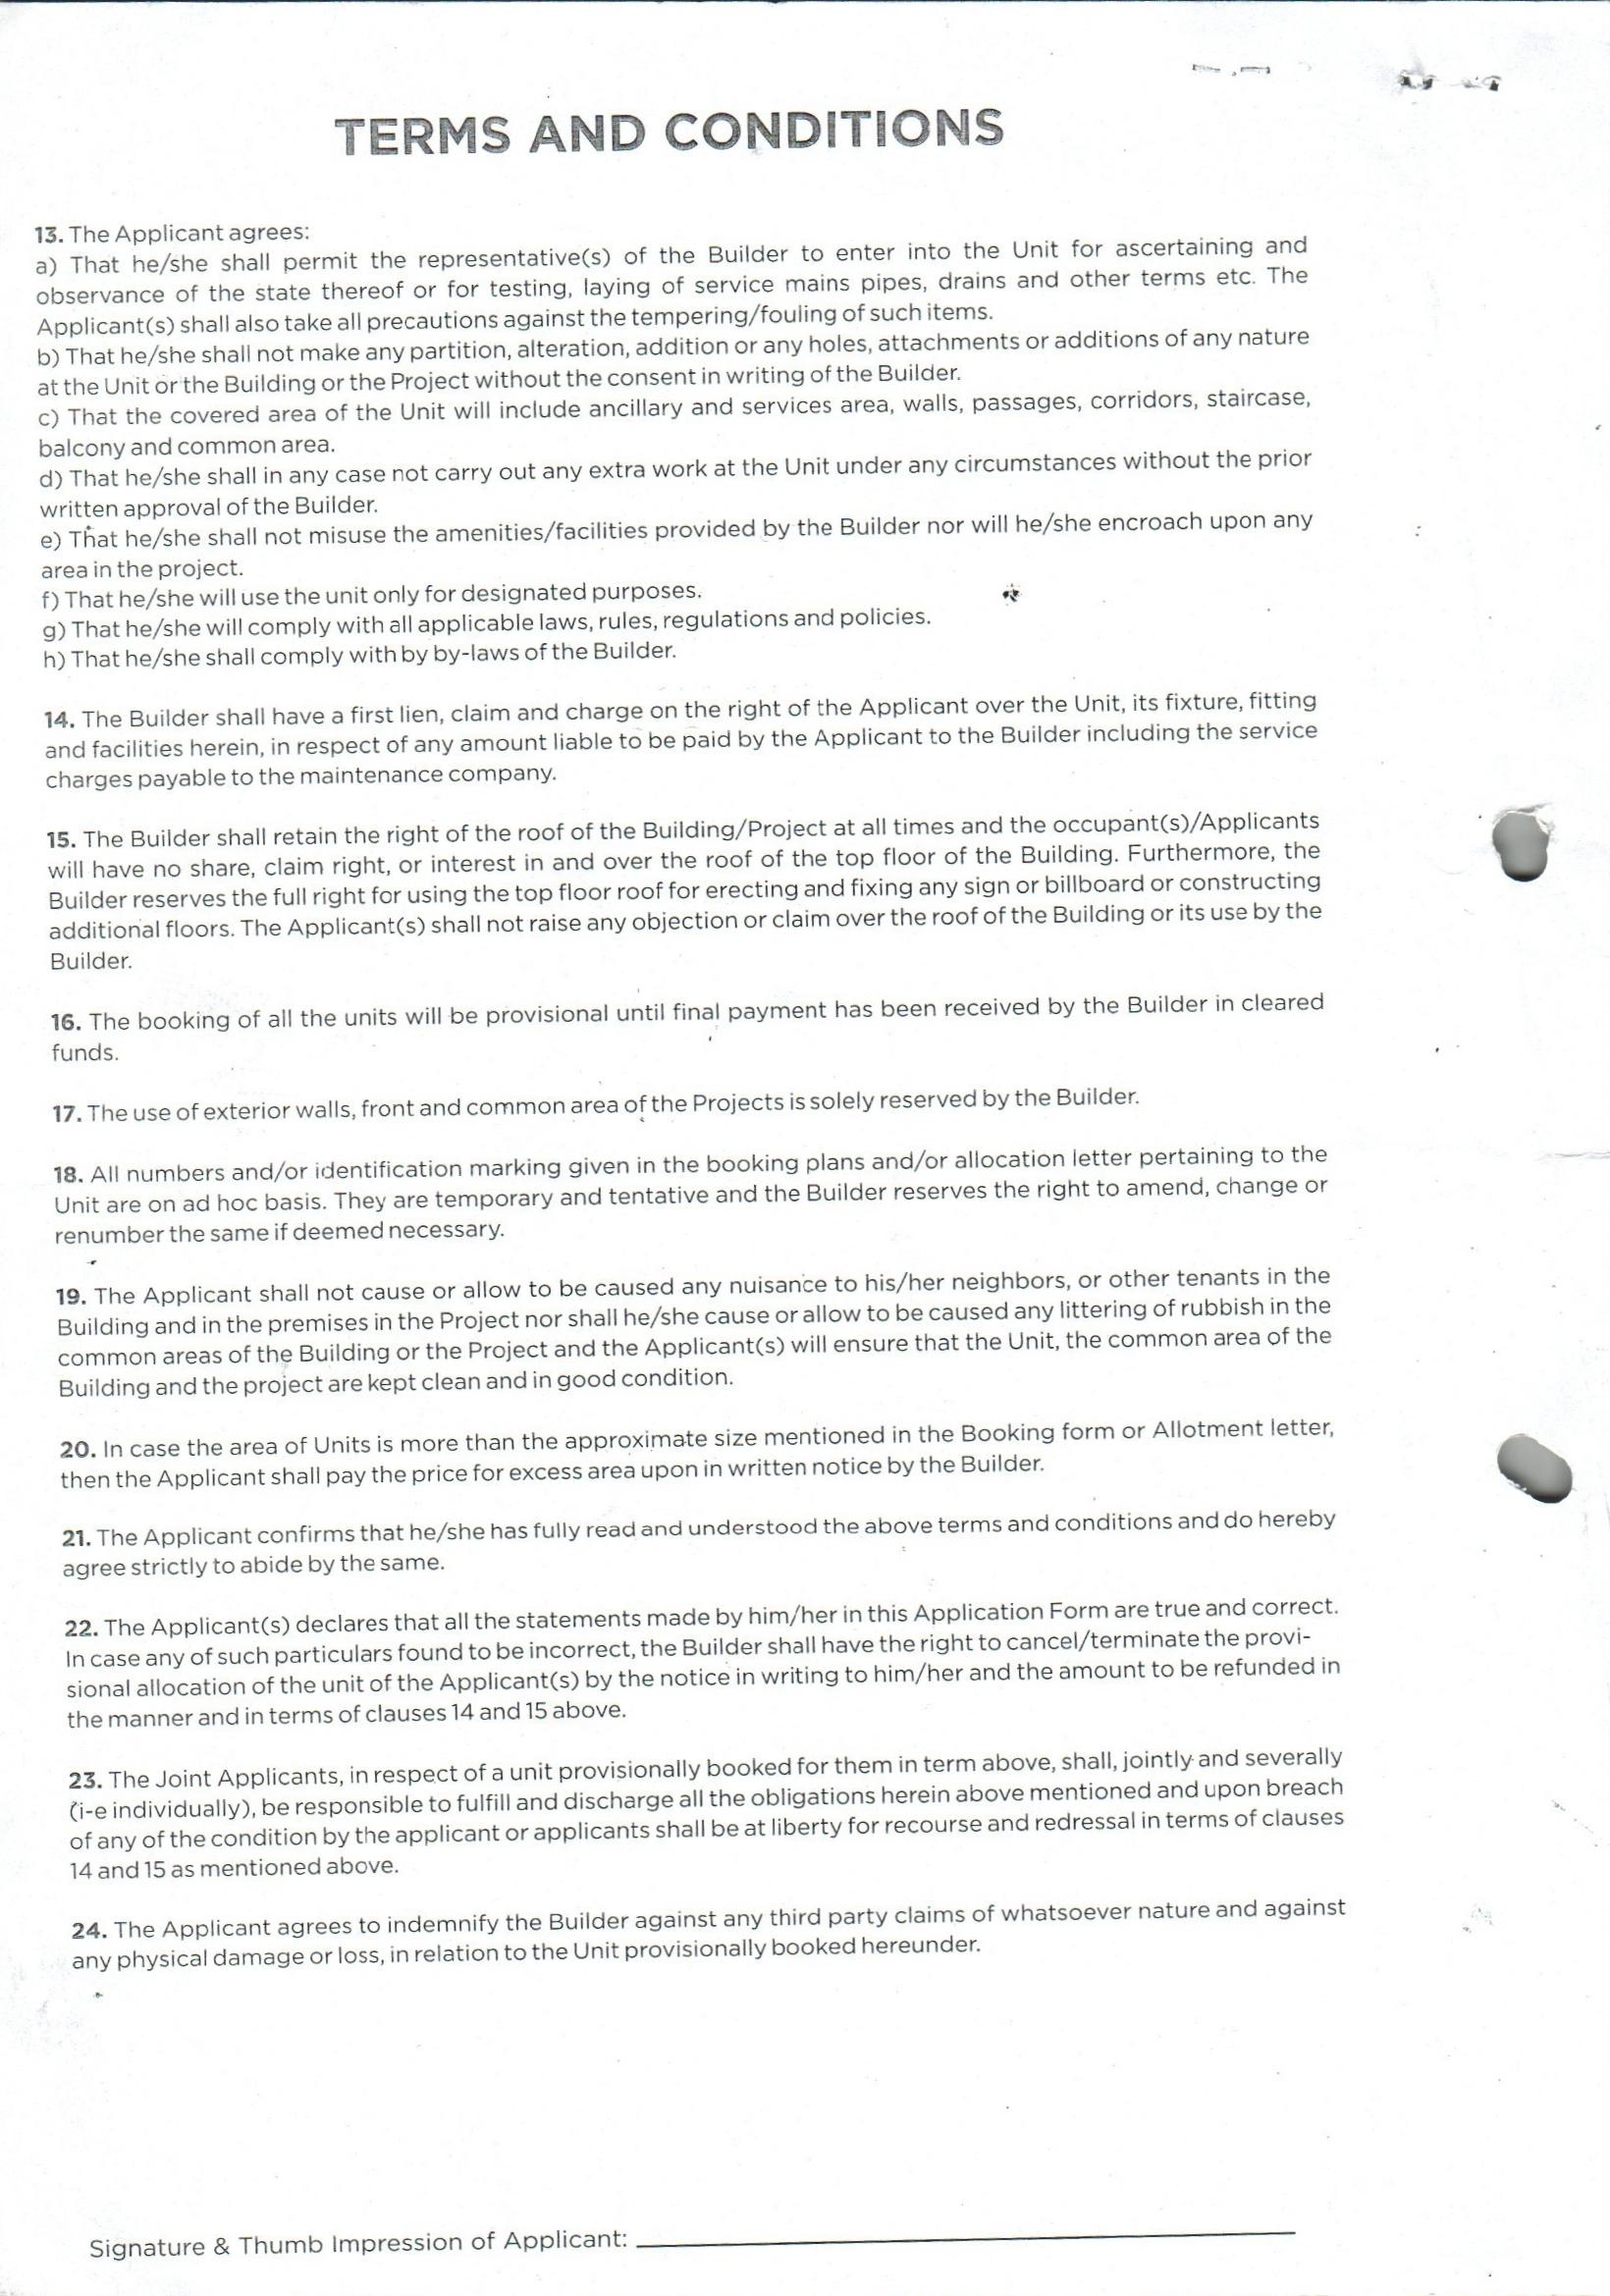 TERMS AND CONDITIONS
13. The Applicant agrees:
a) That he/she shall permit the representative(s) of the Builder to enter into the Unit for ascertaining and
observance of the state thereof or for testing, laying of service mains pipes, drains and other terms etc. The
Applicant(s) shall also take all precautions against the tempering/fouling of such items.
b) That he/she shall not make any partition, alteration, addition or any holes, attachments or additions of any nature
at the Unit or the Building or the Project without the consent in writing of the Builder.
c) That the covered area of the Unit will include ancillary and services area, walls, passages, corridors, staircase,
balcony and common area.
d) That he/she shall in any case not carry out any extra work at the Unit under any circumstances without the prior
written approval of the Builder.
e) That he/she shall not misuse the amenities/facilities provided by the Builder nor will he/she encroach upon any
area in the project.
f) That he/she will use the unit only for designated purposes.
g) That he/she will comply with all applicable laws, rules, regulations and policies.
h) That he/she shall comply with by by-laws of the Builder.
14. The Builder shall have a first lien, claim and charge on the right of the Applicant over the Unit, its fixture, fitting
and facilities herein, in respect of any amount liable to be paid by the Applicant to the Builder including the service
charges payable to the maintenance company.
15. The Builder shall retain the right of the roof of the Building/Project at all times and the occupant(s)/Applicants
will have no share, claim right, or interest in and over the roof of the top floor of the Building. Furthermore, the
Builder reserves the full right for using the top floor roof for erecting and fixing any sign or billboard or constructing
additional floors. The Applicant(s) shall not raise any objection or claim over the roof of the Building or its use by the
Builder.
16. The booking of all the units will be provisional until final payment has been received by the Builder in cleared
funds.
17. The use of exterior walls, front and common area of the Projects is solely reserved by the Builder.
18. All numbers and/or identification marking given in the booking plans and/or allocation letter pertaining to the
Unit are on ad hoc basis. They are temporary and tentative and the Builder reserves the right to amend, change or
renumber the same if deemed necessary.
19. The Applicant shall not cause or allow to be caused any nuisance to his/her neighbors, or other tenants in the
Building and in the premises in the Project nor shall he/she cause or allow to be caused any littering of rubbish in the
common areas of the Building or the Project and the Applicant(s) will ensure that the Unit, the common area of the
Building and the project are kept clean and in good condition.
20. In case the area of Units is more than the approximate size mentioned in the Booking form or Allotment letter,
then the Applicant shall pay the price for excess area upon in written notice by the Builder.
21. The Applicant confirms that he/she has fully read and understood the above terms and conditions and do hereby
agree strictly to abide by the same.
22. The Applicant(s) declares that all the statements made by him/her in this Application Form are true and correct.
In case any of such particulars found to be incorrect, the Builder shall have the right to cancel/terminate the provi-
sional allocation of the unit of the Applicant(s) by the notice in writing to him/her and the amount to be refunded in
the manner and in terms of clauses 14 and 15 above.
23. The Joint Applicants, in respect of a unit provisionally booked for them in term above, shall, jointly and severally
(i-e individually), be responsible to fulfill and discharge all the obligations herein above mentioned and upon breach
of any of the condition by the applicant or applicants shall be at liberty for recourse and redressal in terms of clauses
14 and 15 as mentioned above.
24. The Applicant agrees to indemnify the Builder against any third party claims of whatsoever nature and against
any physical damage or loss, in relation to the Unit provisionally booked hereunder.
Signature & Thumb Impression of Applicant: